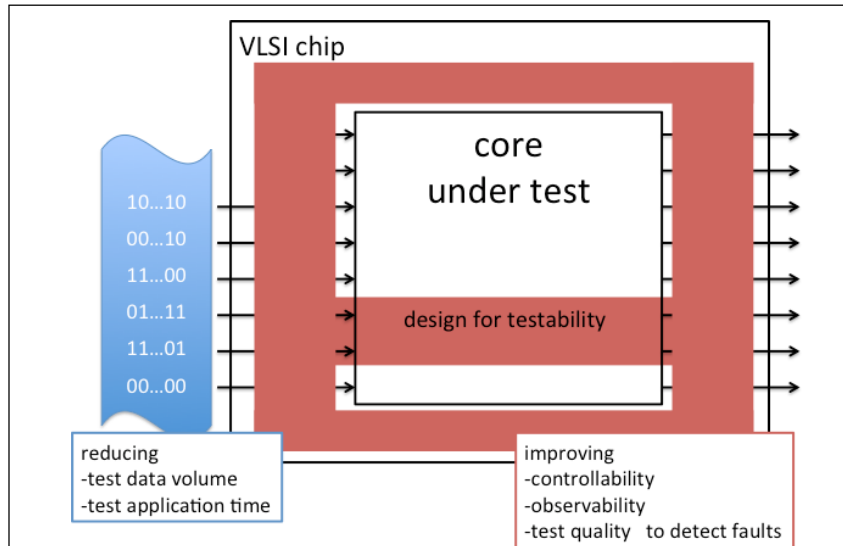 VLSI chip
core
under test
10...10
00...10
11...00
01...11
11...01
00...00
design for testability
reducing
-test data volume
-test application time
improving
-controllability
-observability
-test quality   to detect faults